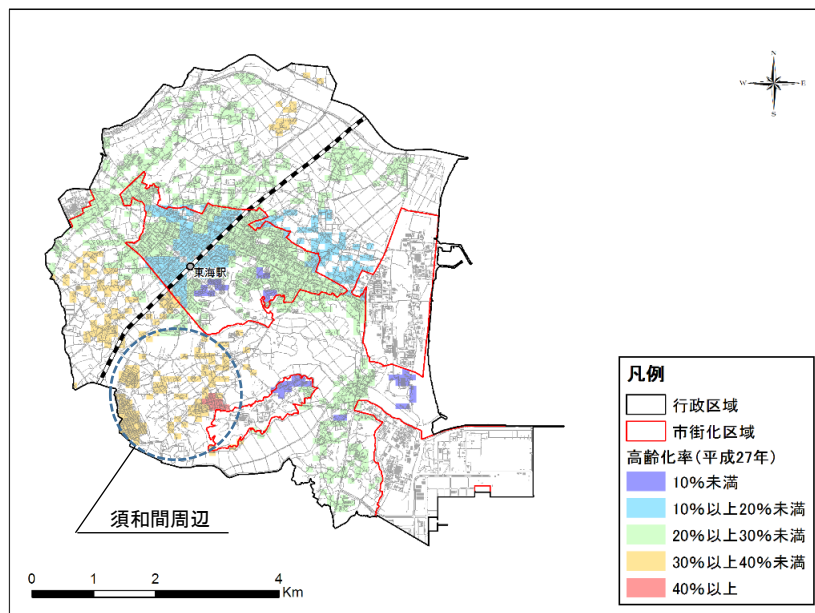 N
W E
S
東海駅
須和間周辺
0 1 2 4
Km
凡例
行政区域
市街化区域
高齢化率(平成27年)
10%未満
10%以上20%未満
20%以上30%未満
30%以上40%未満
40%以上